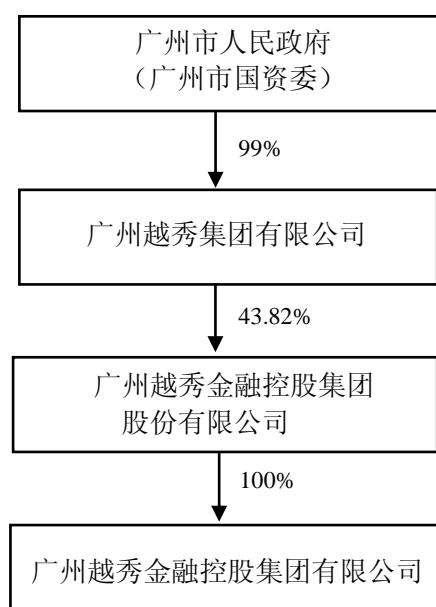 广州市人民政府
（广州市国资委）
99%
广州越秀集团有限公司
43.82%
广州越秀金融控股集团
股份有限公司
100%
广州越秀金融控股集团有限公司